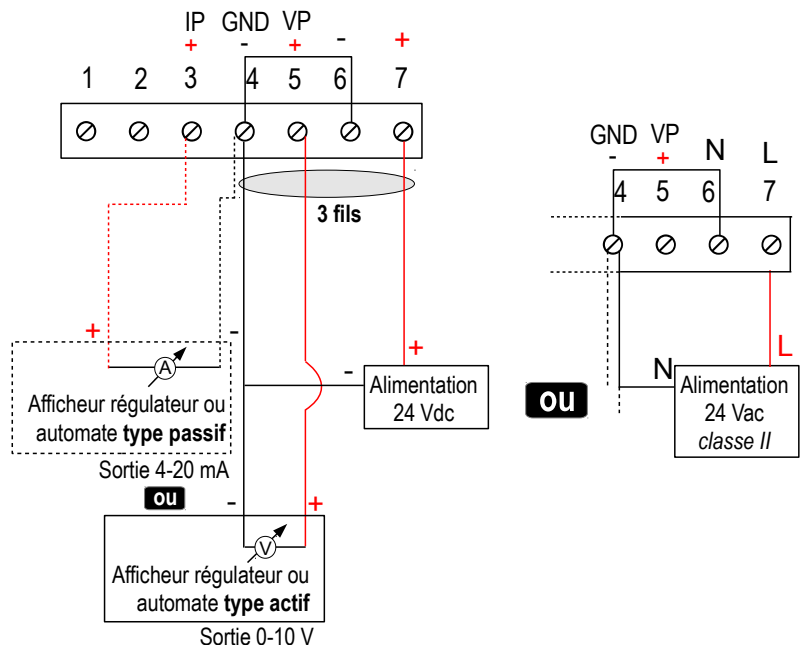 IP GND VP
+ - + - +
1 2 3 4 5 6 7
3 fils
+ -
A
Afficheur régulateur ou
automate type passif
Sortie 4-20 mA
- +
Alimentation
24 Vdc
ou
- +
V
Afficheur régulateur ou
automate type actif
Sortie 0-10 V
ou
GND VP N L
- +
4 5 6 7
N L
Alimentation
24 Vac
classe II